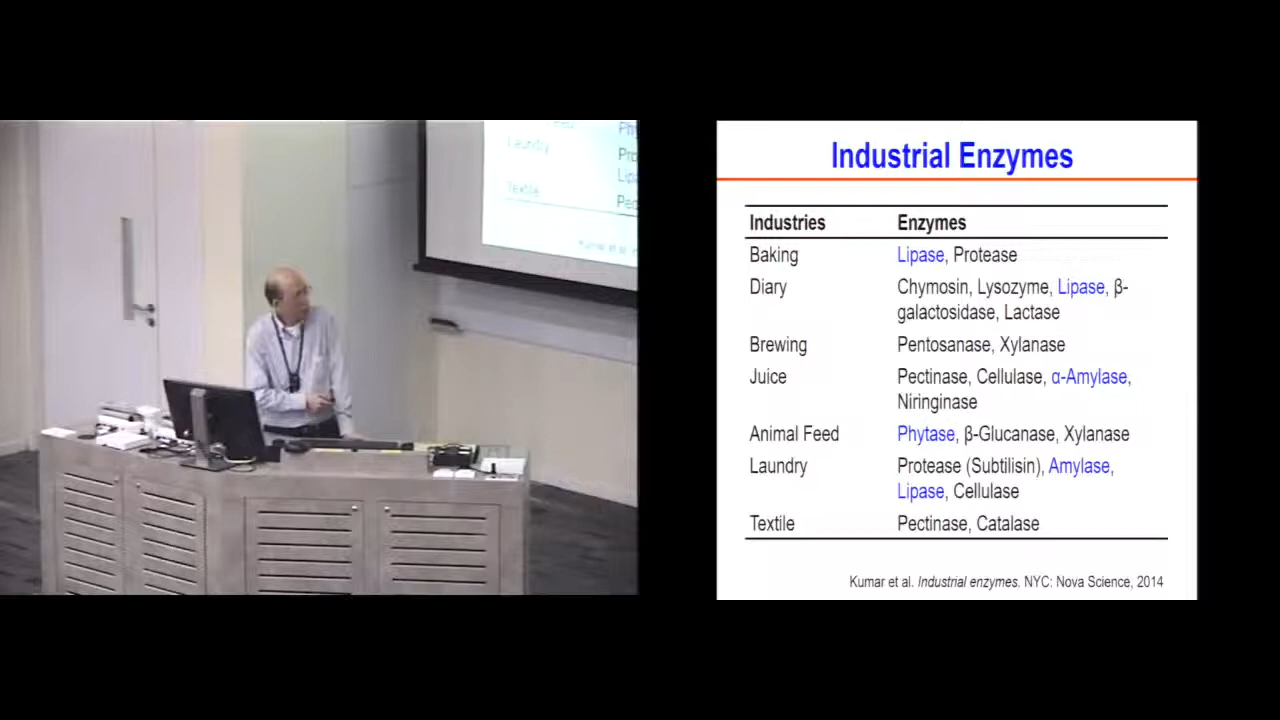 Laundry
Textile
Industrial Enzymes
Industries Enzymes
Baking Lipase, Protease
Diary Chymosin, Lysozyme, Lipase, β-
galactosidase, Lactase
Brewing Pentosanase, Xylanase
Juice Pectinase, Cellulase, α-Amylase,
Niringinase
Animal Feed Phytase, β-Glucanase, Xylanase
Laundry Protease (Subtilisin), Amylase,
Lipase, Cellulase
Textile Pectinase, Catalase
Kumar et al. Industrial enzymes. NYC: Nova Science, 2014